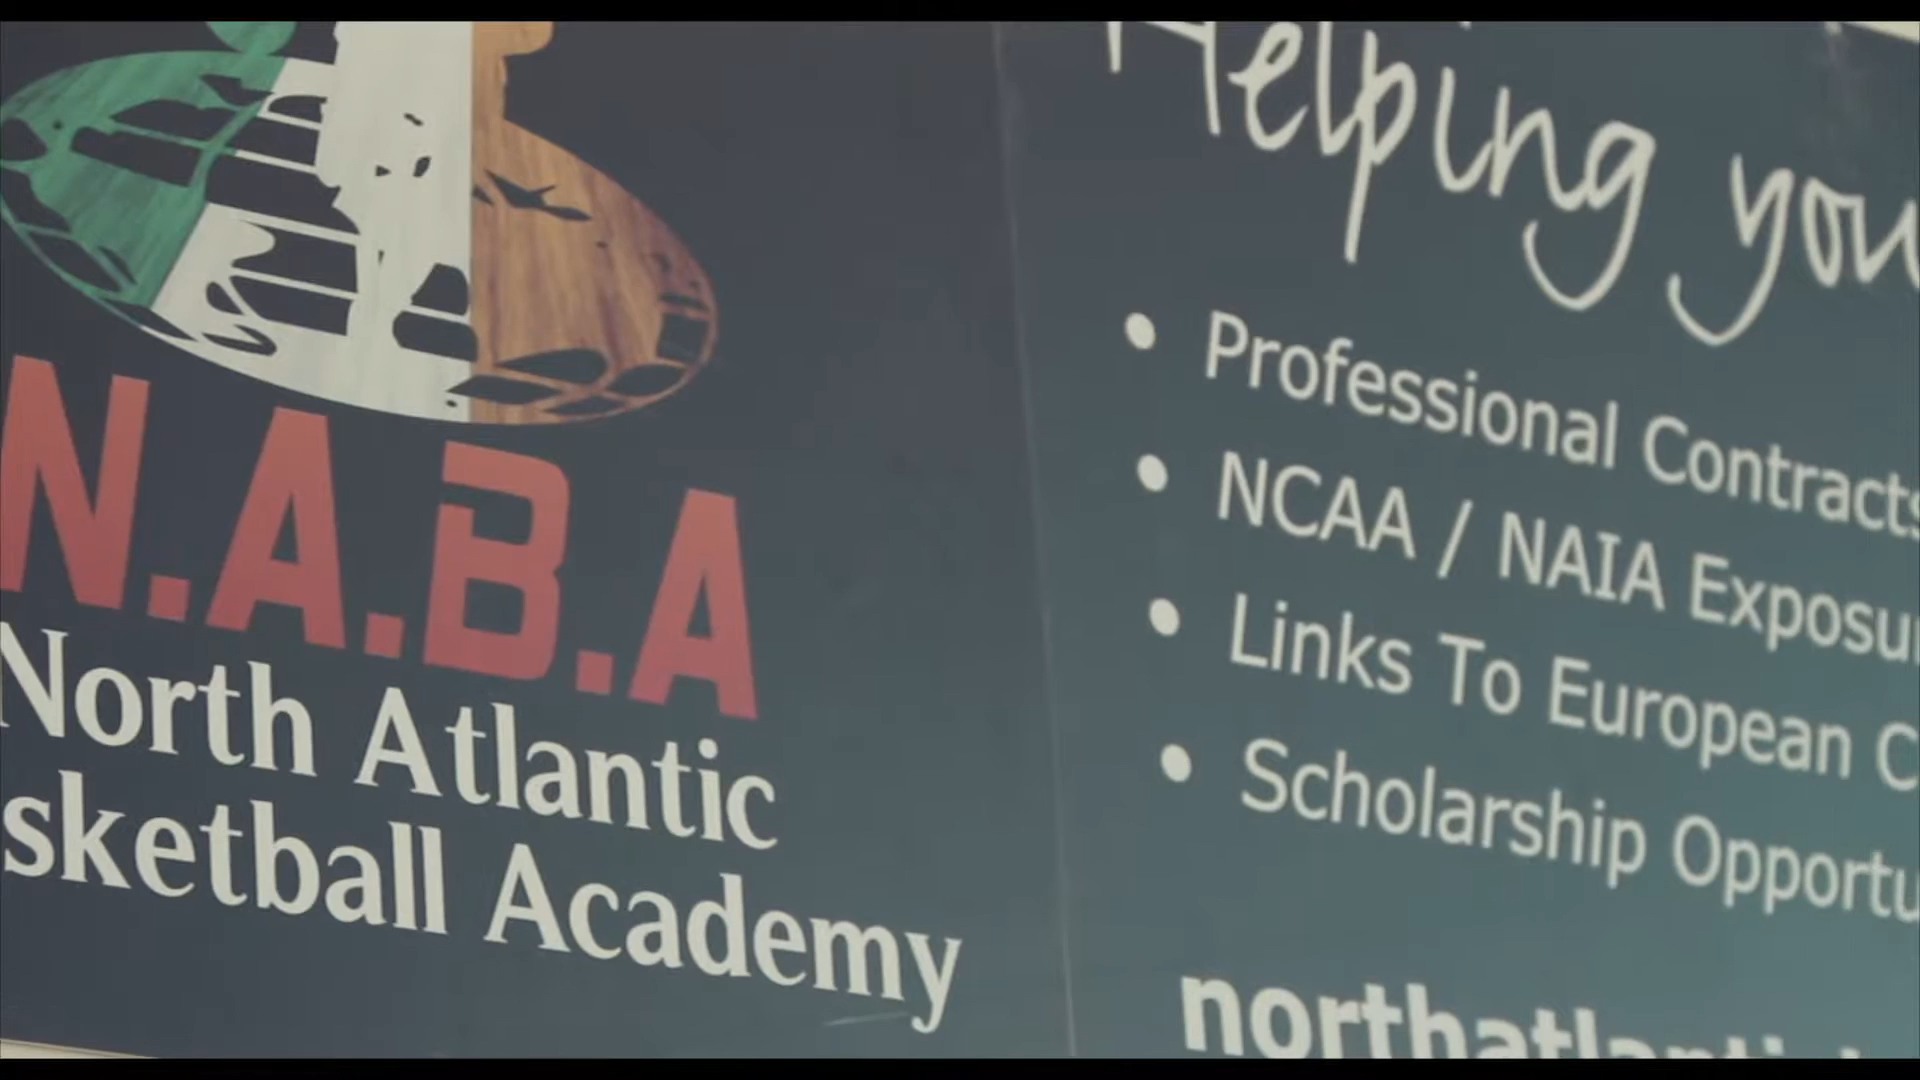 N.A.B.A
North Atlantic
sketball Academy
Helping you
• Professional Contracts
• NCAA / NAIA Exposu
• Links To European C
• Scholarship Opportu
northatlanti